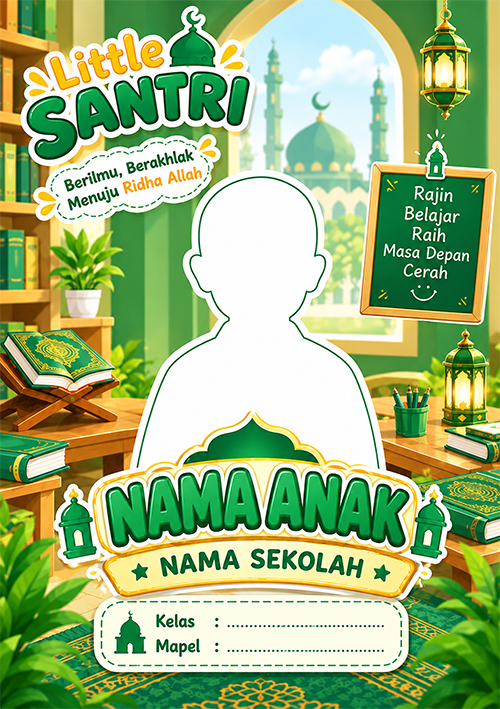 Little
SANTRI
Berilmu, Berakhlak
Menuju Ridha Allah
Rajin
Belajar
Raih
Masa Depan
Cerah
NAMA ANAK
NAMA SEKOLAH
Kelas : ........................................
Mapel : ........................................